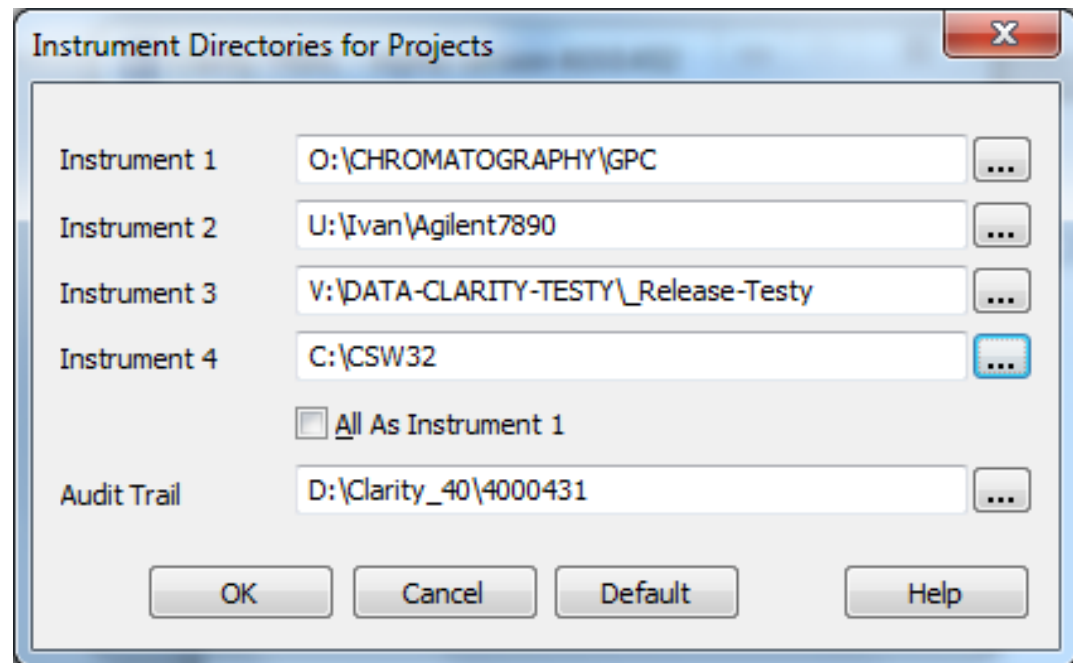 Instrument Directories for Projects
Instrument 1 O:\CHROMATOGRAPHY\GPC ...
Instrument 2 U:\Ivan\Agilent7890 ...
Instrument 3 V:\DATA-CLARITY-TESTY\_Release-Testy ...
Instrument 4 C:\CSW32 ...
All As Instrument 1
Audit Trail D:\Clarity_40\4000431 ...
OK Cancel Default Help